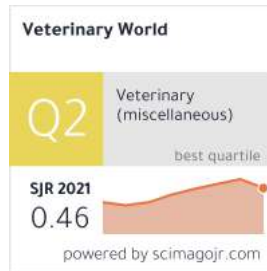 Veterinary World
Q2
Veterinary
(miscellaneous)
best quartile
SJR 2021
0.46
powered by scimagojr.com